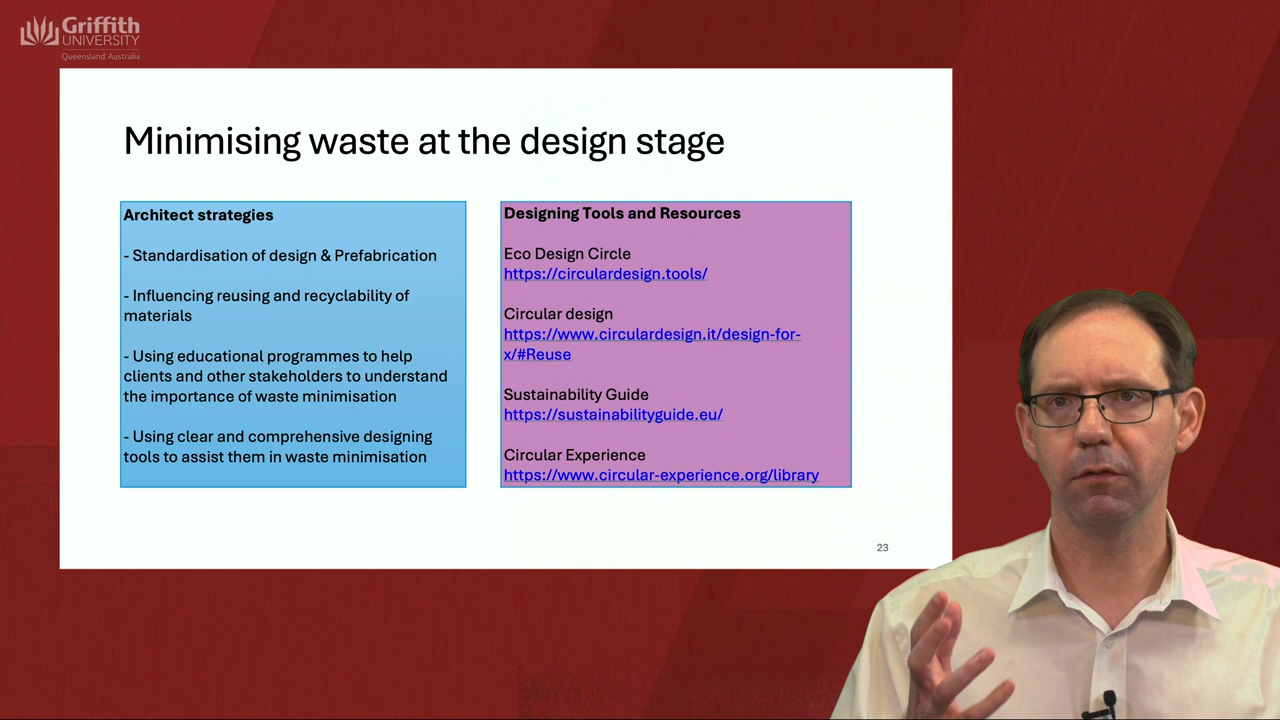 Griffith
UNIVERSITY
Queensland, Australia
Minimising waste at the design stage
Architect strategies
- Standardisation of design & Prefabrication
- Influencing reusing and recyclability of
materials
- Using educational programmes to help
clients and other stakeholders to understand
the importance of waste minimisation
- Using clear and comprehensive designing
tools to assist them in waste minimisation
Designing Tools and Resources
Eco Design Circle
https://circulardesign.tools/
Circular design
https://www.circulardesign.it/design-for-
x/#Reuse
Sustainability Guide
https://sustainabilityguide.eu/
Circular Experience
https://www.circular-experience.org/library
23